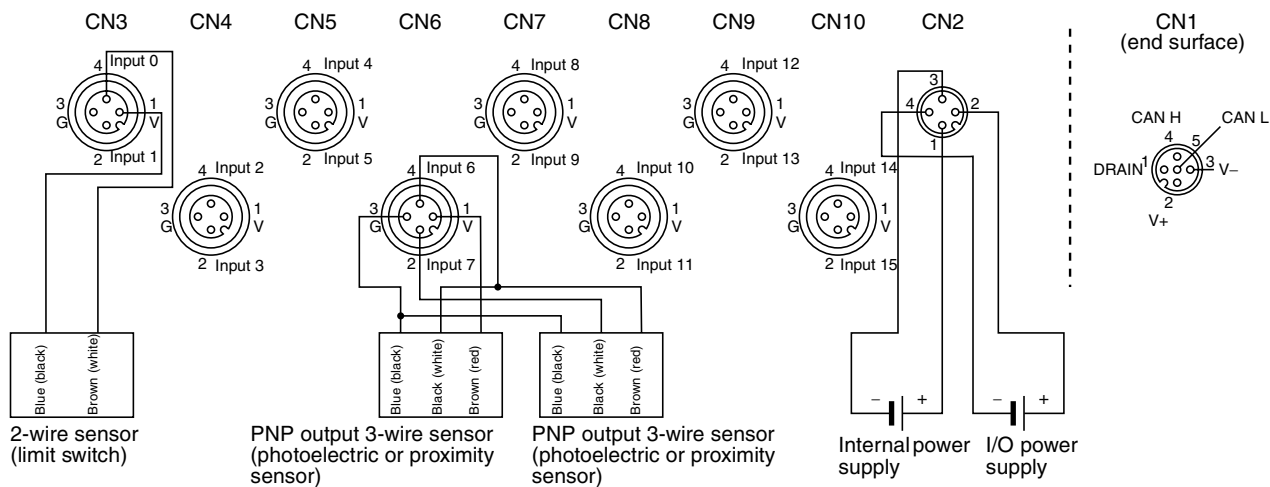 CN3 CN4 CN5 CN6 CN7 CN8 CN9 CN10 CN2 CN1
(end surface)
4 Input 0
3 1
G V
2 Input 1
4 Input 2
3 1
G V
2 Input 3
4 Input 4
3 1
G V
2 Input 5
4 Input 6
3 1
G V
2 Input 7
4 Input 8
3 1
G V
2 Input 9
4 Input 10
3 1
G V
2 Input 11
4 Input 12
3 1
G V
2 Input 13
4 Input 14
3 1
G V
2 Input 15
3
4 2
1
CAN H CAN L
4 5
DRAIN 1 3 V–
2
V+
Blue (black)
Brown (white)
2-wire sensor
(limit switch)
Blue (black)
Black (white)
Brown (red)
PNP output 3-wire sensor
(photoelectric or proximity
sensor)
Blue (black)
Black (white)
Brown (red)
PNP output 3-wire sensor
(photoelectric or proximity
sensor)
– +
Internal power
supply
– +
I/O power
supply